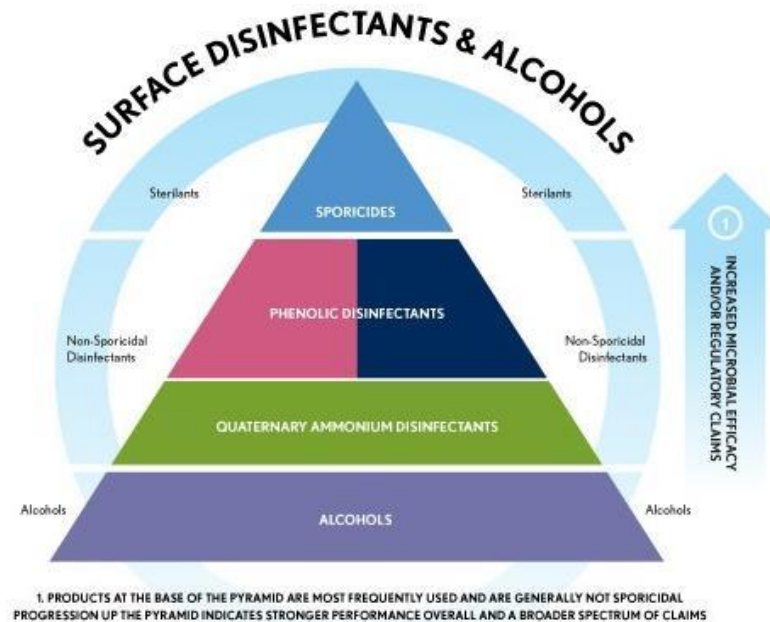 SURFACE DISINFECTANTS & ALCOHOLS
Sterilants
Sterilants
SPORICIDES
1
INCREASED MICROBIAL EFFICACY
AND/OR REGULATORY CLAIMS
PHENOLIC DISINFECTANTS
Non-Sporicidal
Disinfectants
Non-Sporicidal
Disinfectants
QUATERNARY AMMONIUM DISINFECTANTS
Alcohols
Alcohols
ALCOHOLS
1. PRODUCTS AT THE BASE OF THE PYRAMID ARE MOST FREQUENTLY USED AND ARE GENERALLY NOT SPORICIDAL
PROGRESSION UP THE PYRAMID INDICATES STRONGER PERFORMANCE OVERALL AND A BROADER SPECTRUM OF CLAIMS